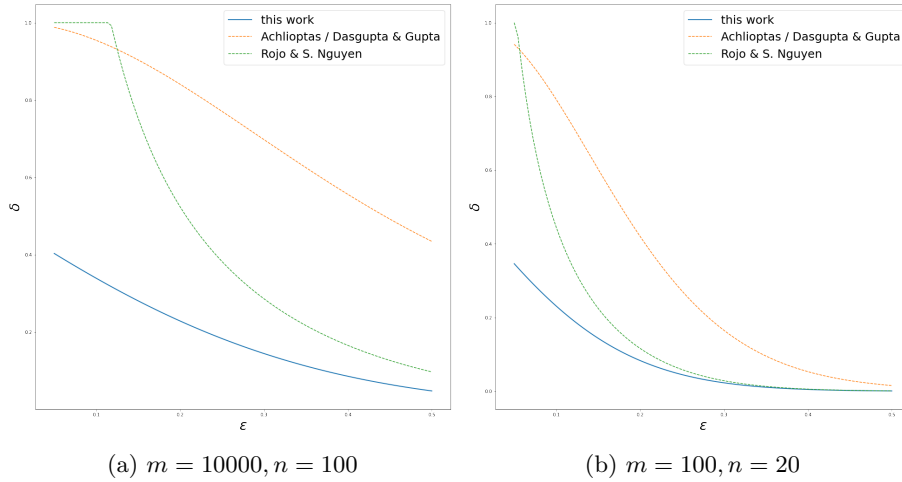 this work
Achlioptas / Dasgupta & Gupta
Rojo & S. Nguyen
1.0
0.8
0.6
0.4
0.2
δ
0.1 0.2 0.3 0.4 0.5
ε
(a) m = 10000, n = 100
this work
Achlioptas / Dasgupta & Gupta
Rojo & S. Nguyen
1.0
0.8
0.6
0.4
0.2
0.0
δ
0.1 0.2 0.3 0.4 0.5
ε
(b) m = 100, n = 20